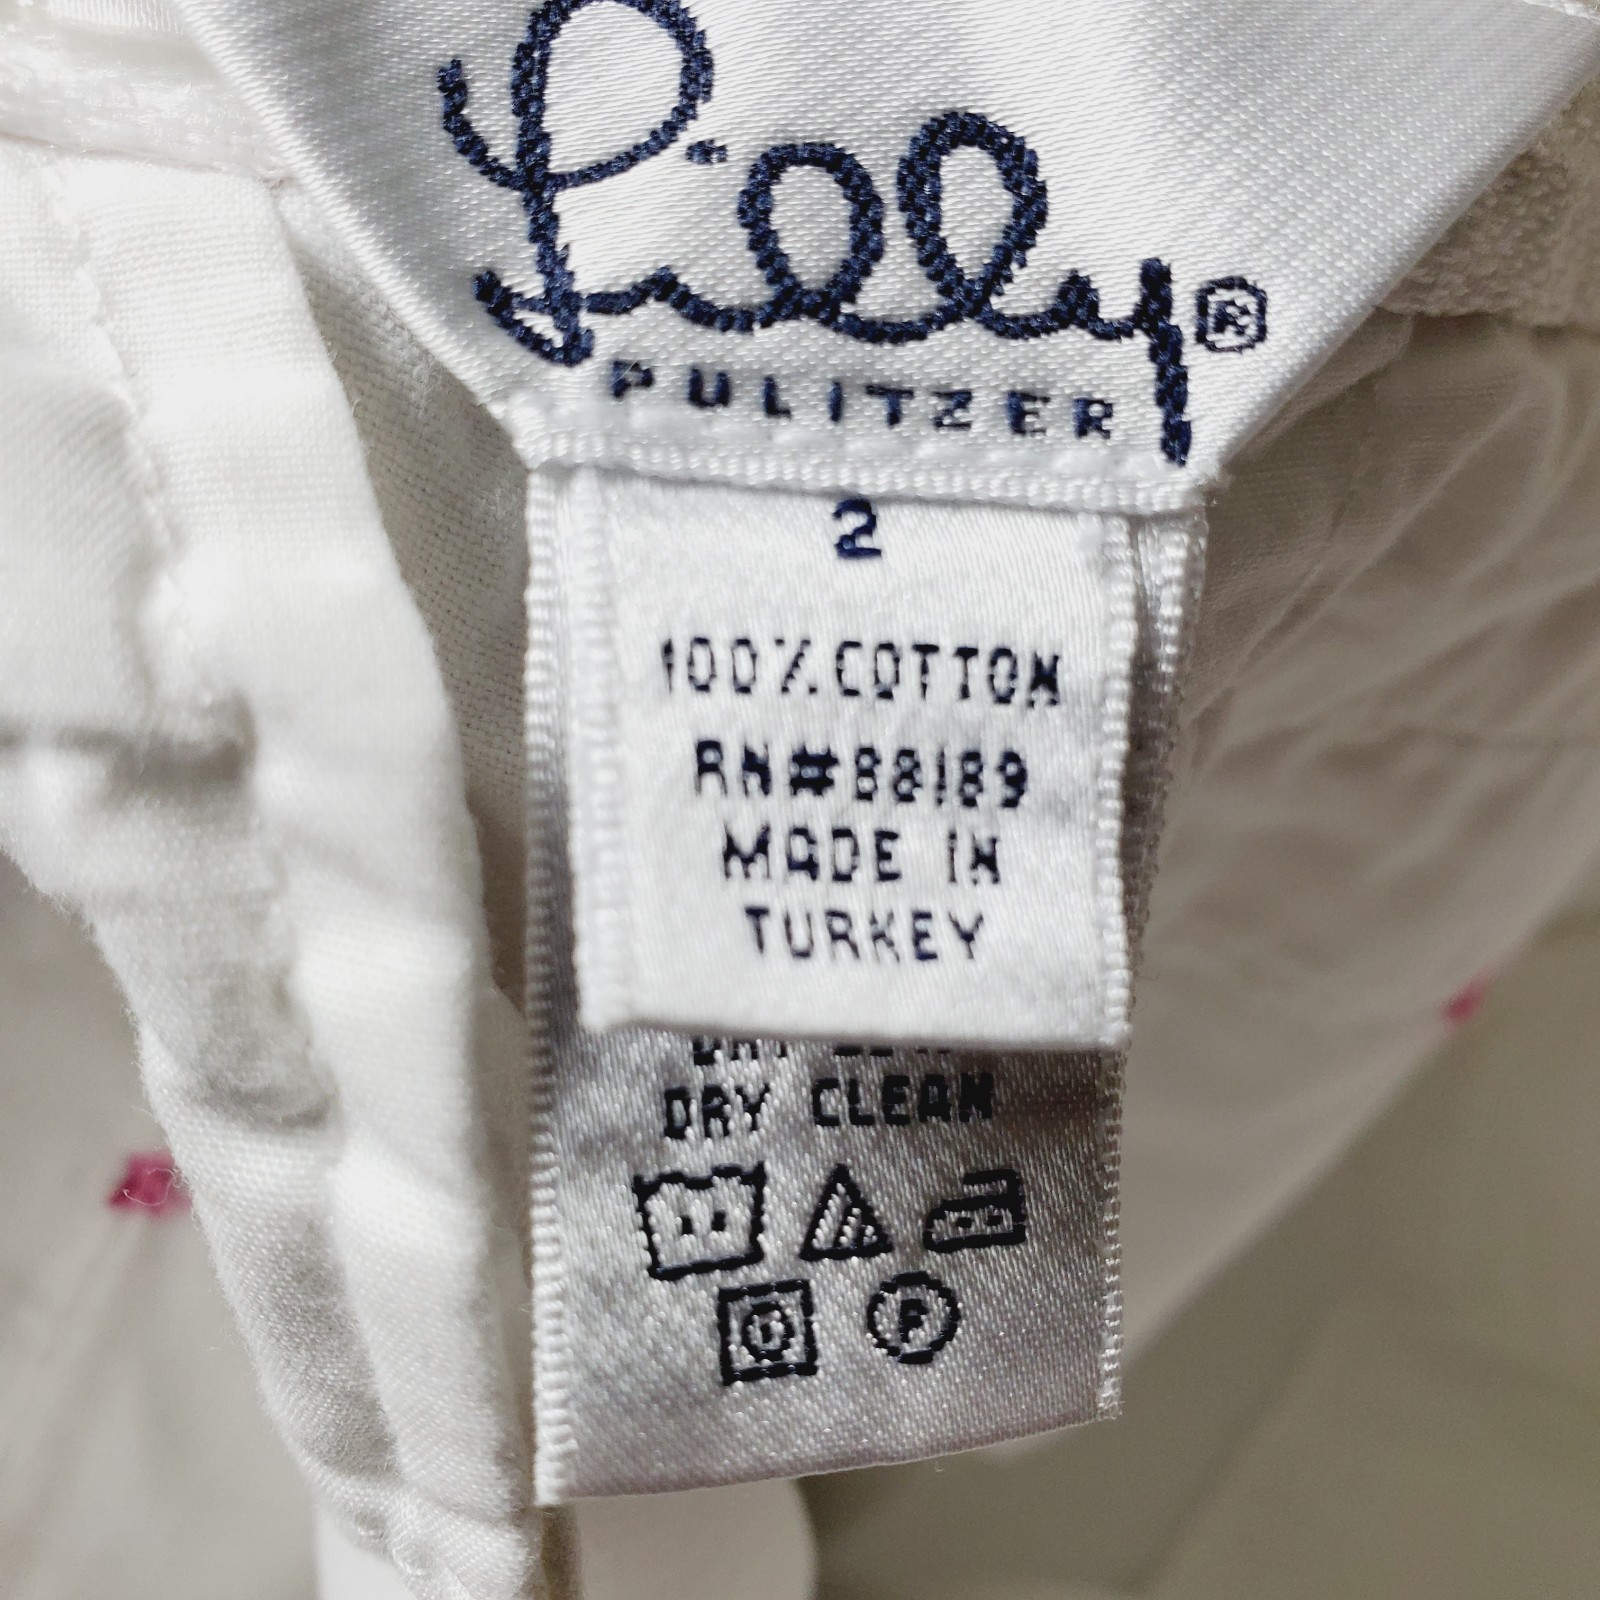 Lilly®
PULITZER
2
100% COTTON
RN#88189
MADE IN
TURKEY
DRY CLEAN
P